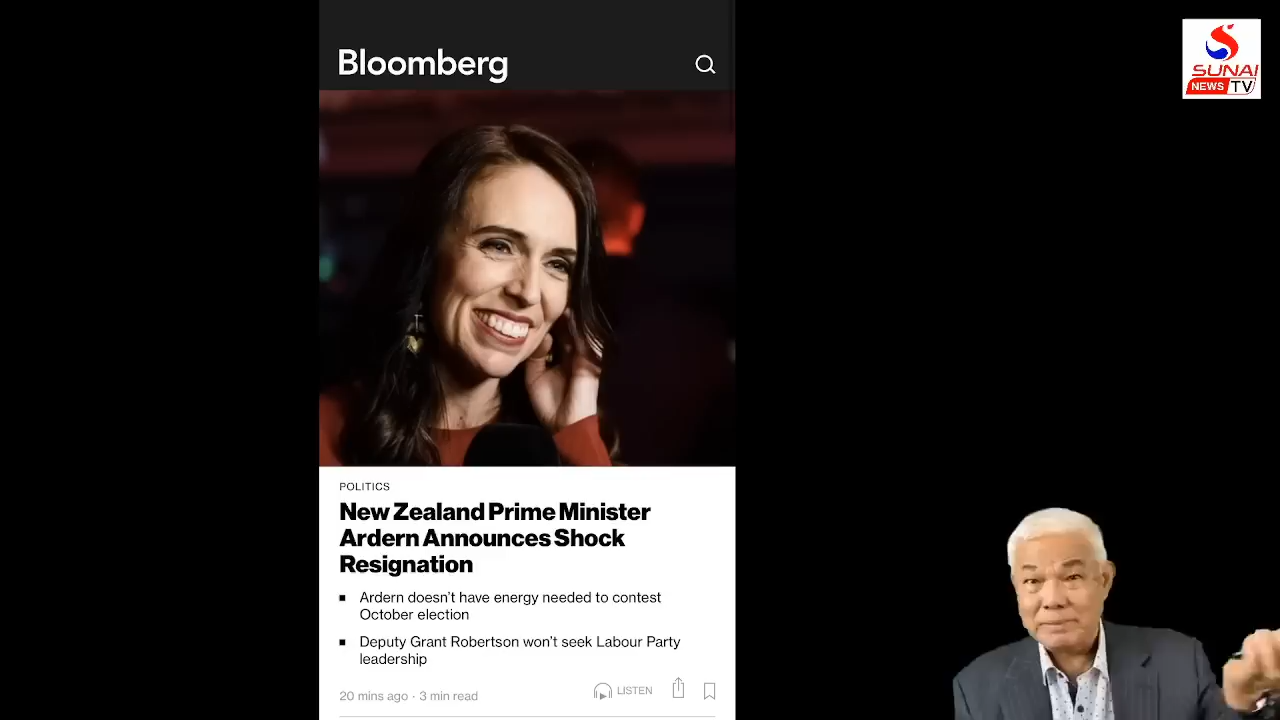 Bloomberg
SUNAI
NEWS TV
POLITICS
New Zealand Prime Minister
Ardern Announces Shock
Resignation
Ardern doesn’t have energy needed to contest
October election
Deputy Grant Robertson won’t seek Labour Party
leadership
20 mins ago · 3 min read
LISTEN